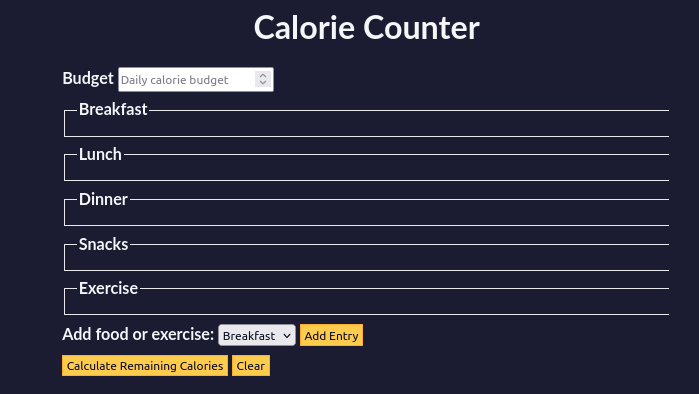 Calorie Counter
Budget Daily calorie budget
Breakfast
Lunch
Dinner
Snacks
Exercise
Add food or exercise: Breakfast Add Entry
Calculate Remaining Calories Clear